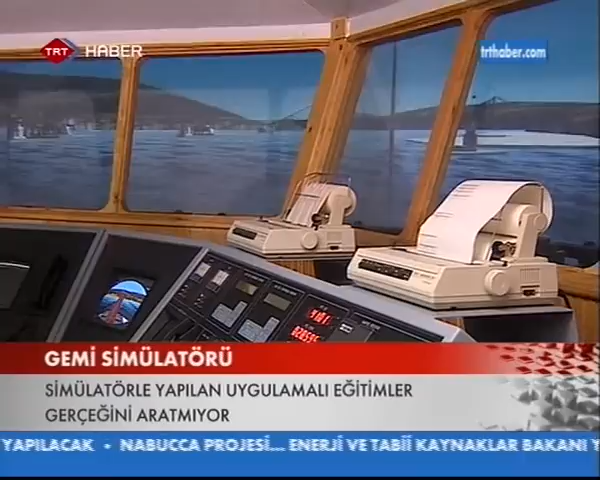 TRT HABER
trthaber.com
GEMİ SİMÜLATÖRÜ
SİMÜLATÖRLE YAPILAN UYGULAMALI EĞİTİMLER
GERÇEĞİNİ ARATMIYOR
YAPILACAK • NABUCCA PROJESİ... ENERJİ VE TABİİ KAYNAKLAR BAKANI Y